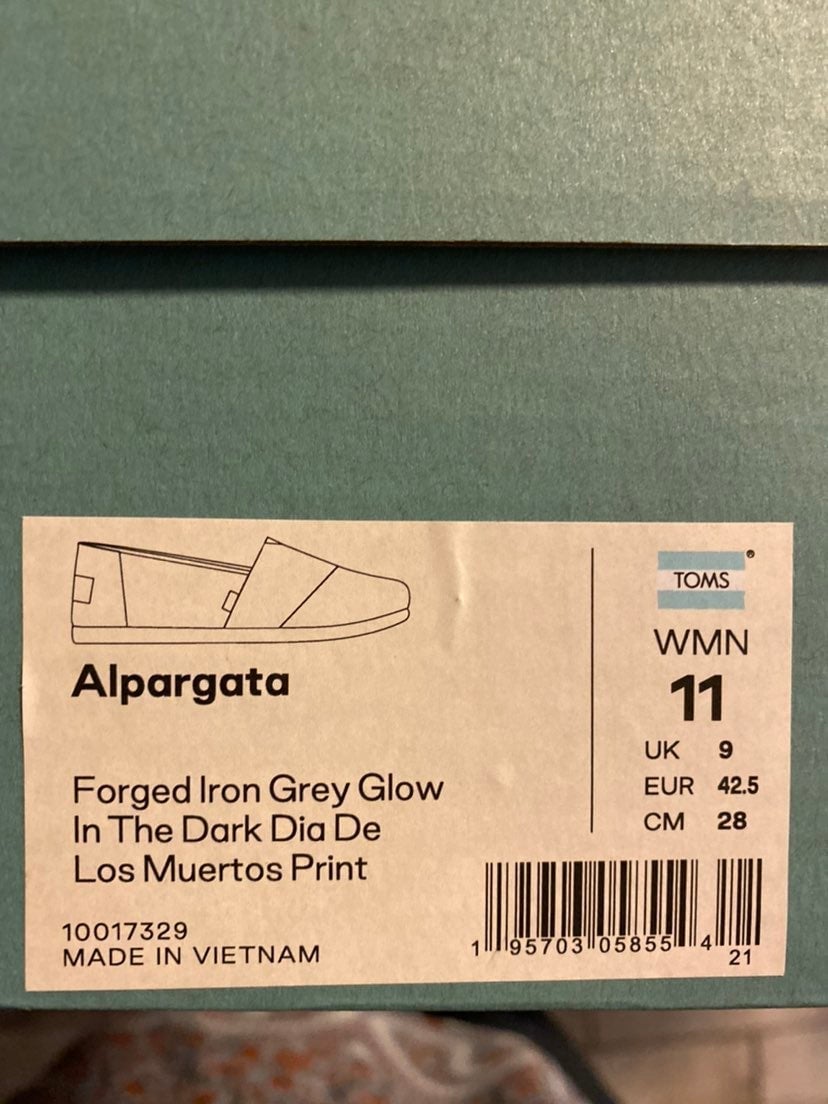 Alpargata
Forged Iron Grey Glow
In The Dark Dia De
Los Muertos Print
10017329
MADE IN VIETNAM
TOMS®
WMN
11
UK 9
EUR 42.5
CM 28
1 95703 05855 4
21